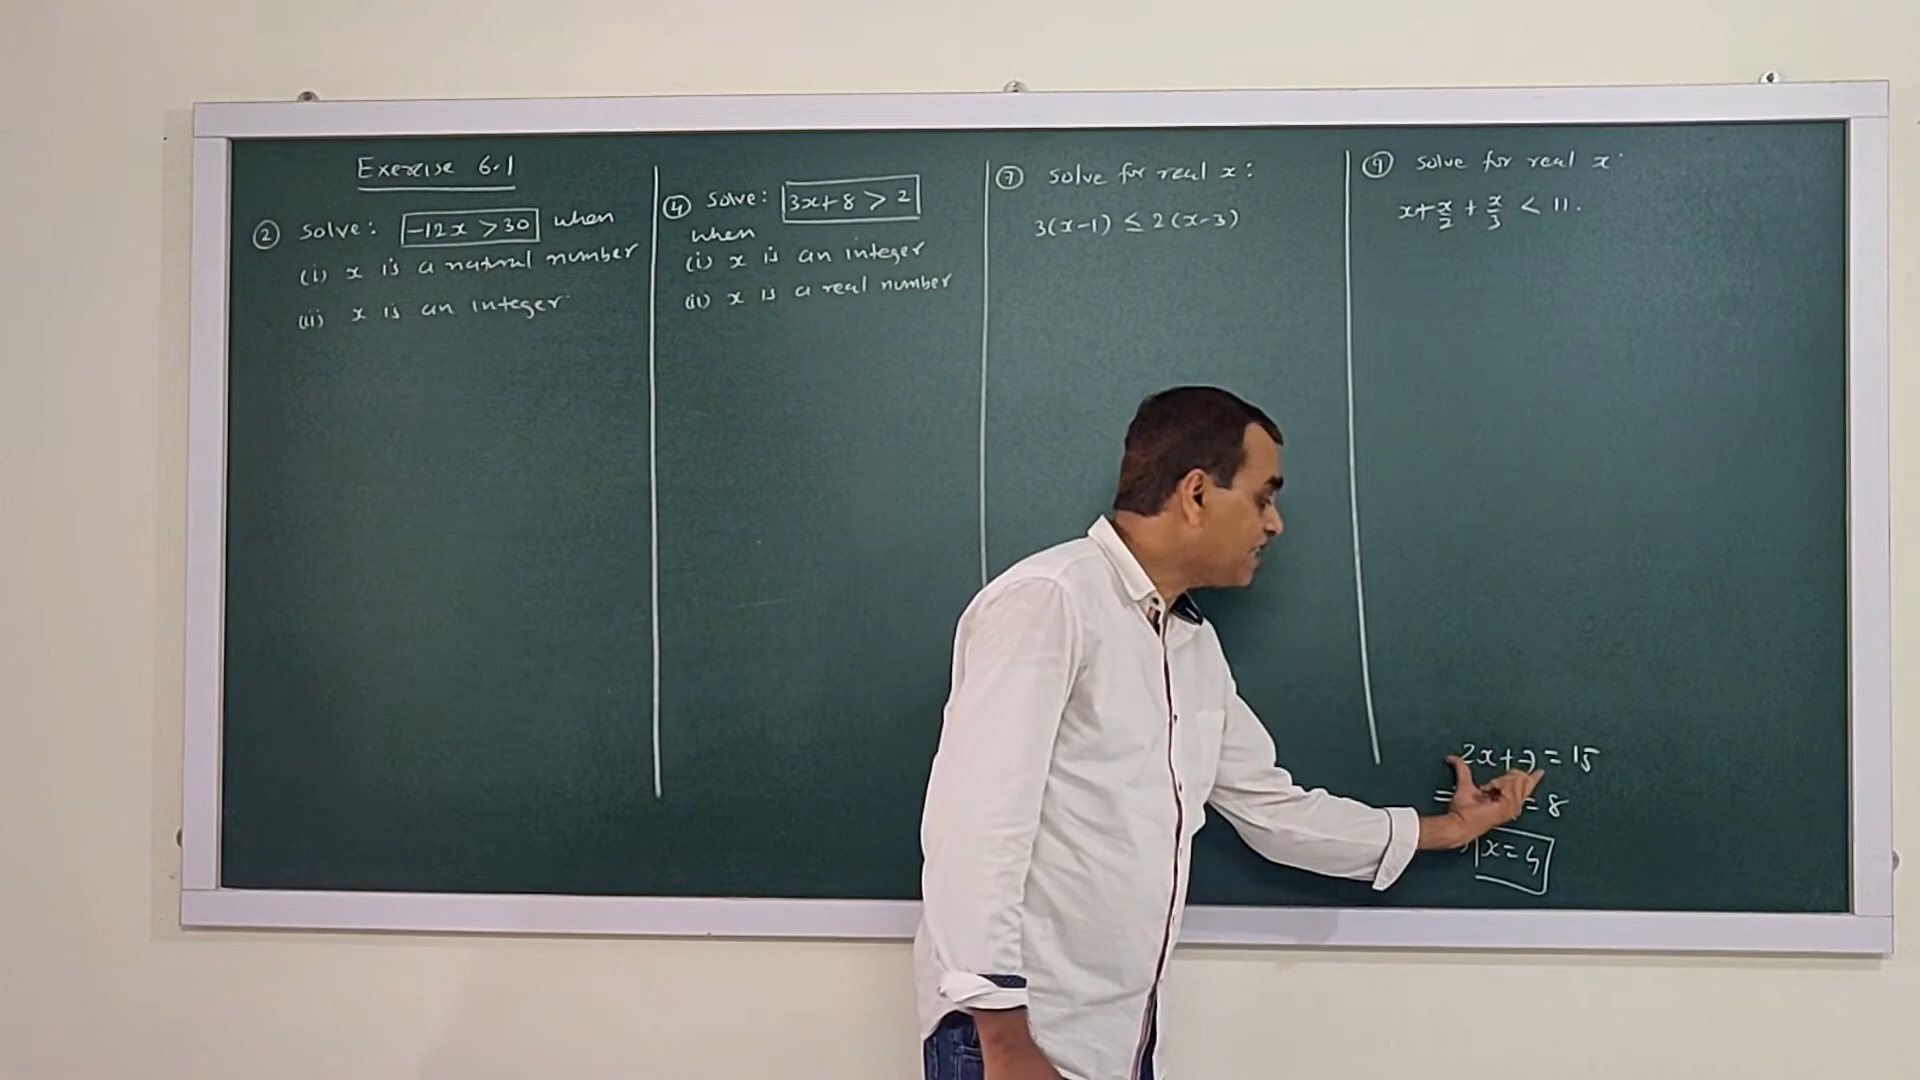 Exercise 6.1
② Solve: -12x > 30 when
(i) x is a natural number
(ii) x is an integer
④ Solve: 3x+8 > 2
when
(i) x is an integer
(ii) x is a real number
⑦ Solve for real x:
3(x-1) ≤ 2(x-3)
⑨ Solve for real x.
x+x/2 + x/3 < 11.
2x+7=15
= 8
x=4